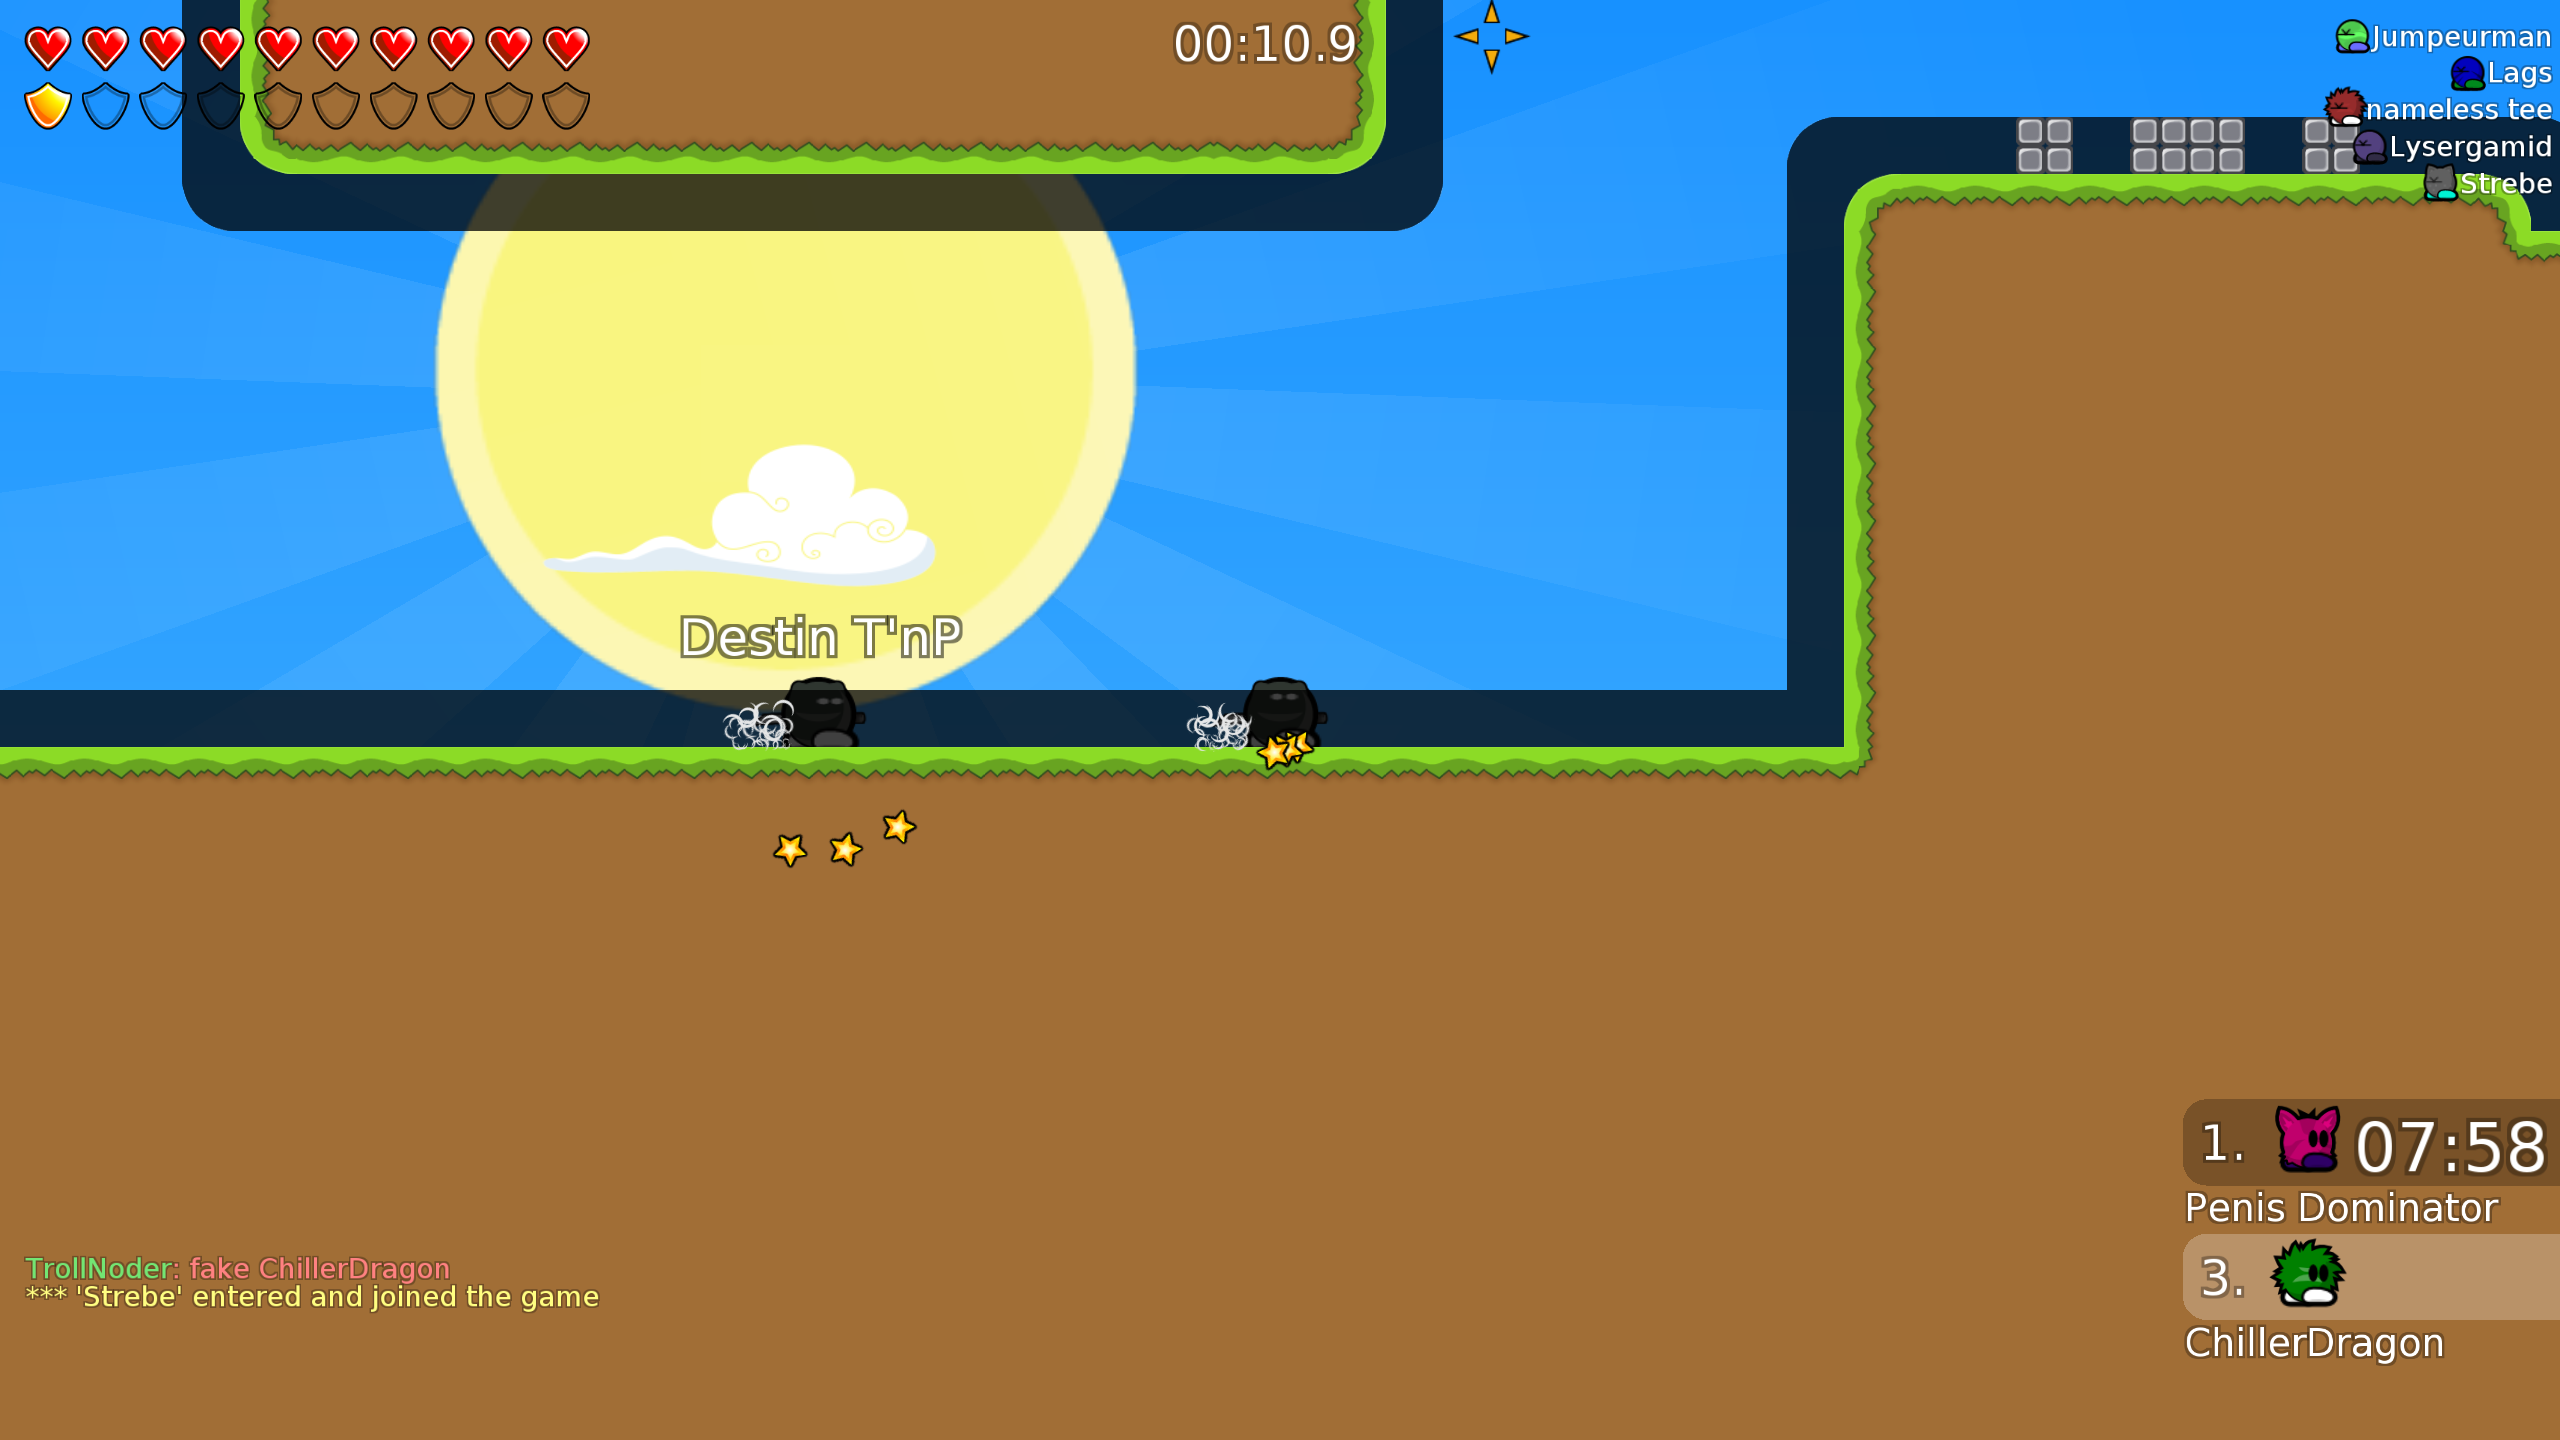 00:10.9
Jumpeurman
Lags
nameless tee
Lysergamid
Strebe
Destin T'nP
1. 07:58
Penis Dominator
3.
ChillerDragon
TrollNoder: fake ChillerDragon
*** 'Strebe' entered and joined the game